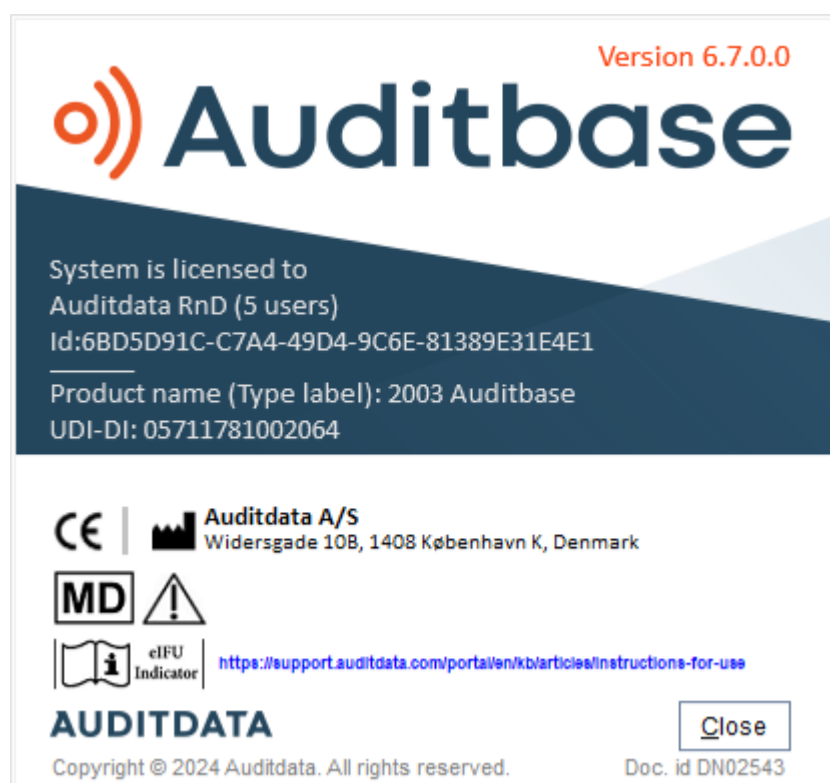 Version 6.7.0.0
Auditbase
System is licensed to
Auditdata RnD (5 users)
Id:6BD5D91C-C7A4-49D4-9C6E-81389E31E4E1
Product name (Type label): 2003 Auditbase
UDI-DI: 05711781002064
CE
Auditdata A/S
Widersgade 10B, 1408 København K, Denmark
MD
eIFU
Indicator
https://support.auditdata.com/portal/en/kb/articles/instructions-for-use
AUDITDATA
Close
Copyright © 2024 Auditdata. All rights reserved.
Doc. id DN02543